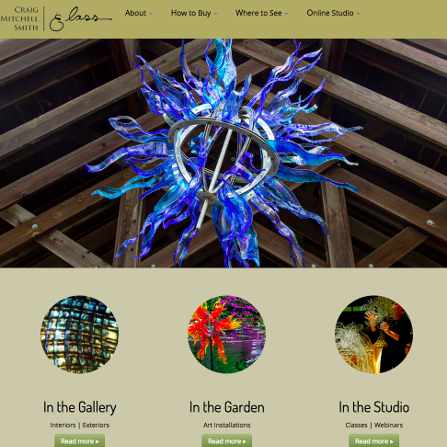 CRAIG
MITCHELL
SMITH
Glass
About
How to Buy
Where to See
Online Studio
In the Gallery
In the Garden
In the Studio
Interiors | Exteriors
Art Installations
Classes | Webinars
Read more ▸
Read more ▸
Read more ▸